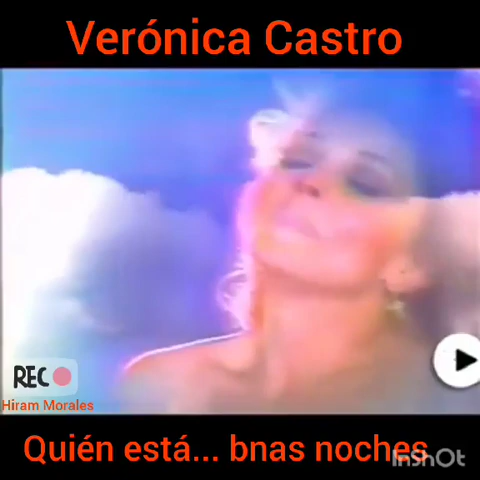 Verónica Castro
REC
Hiram Morales
Quién está... bnas noches
InShOt